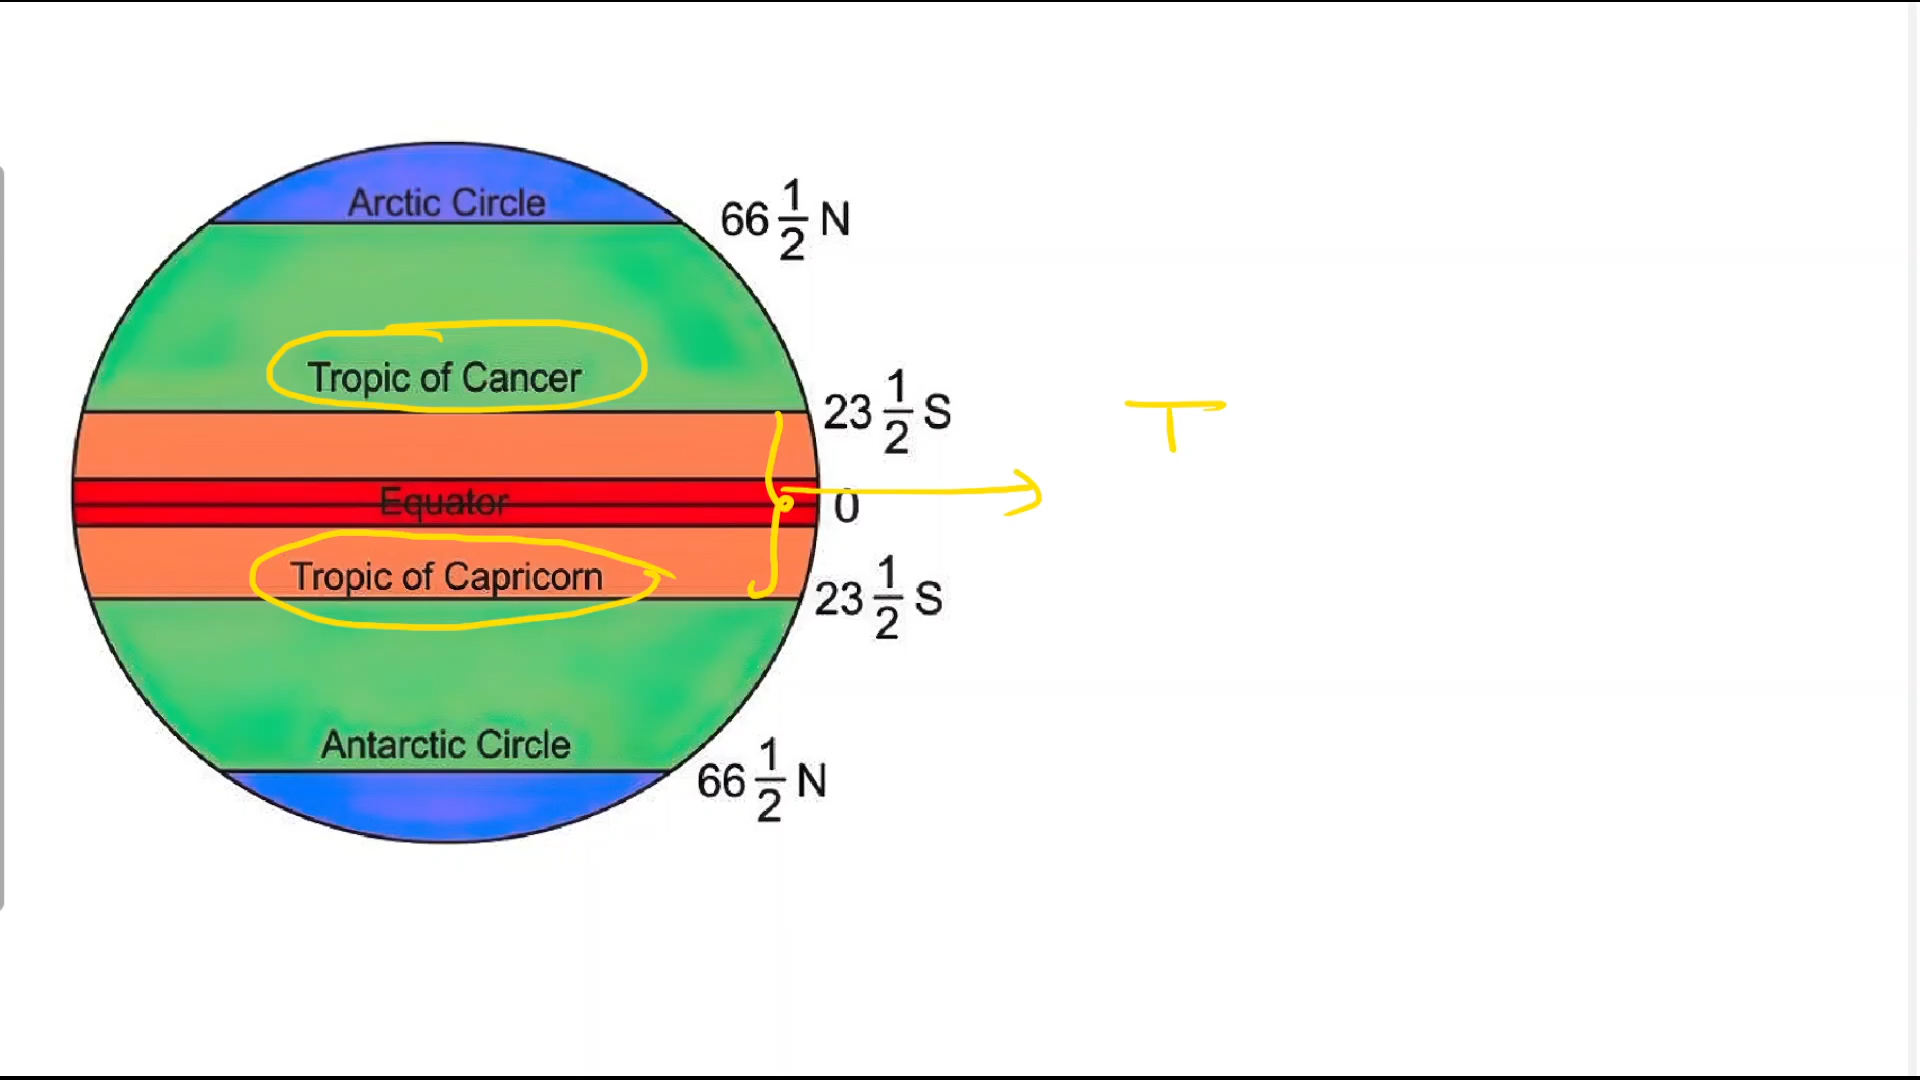 Arctic Circle
66 1/2 N
Tropic of Cancer
23 1/2 S
T
Equator
0
Tropic of Capricorn
23 1/2 S
Antarctic Circle
66 1/2 N